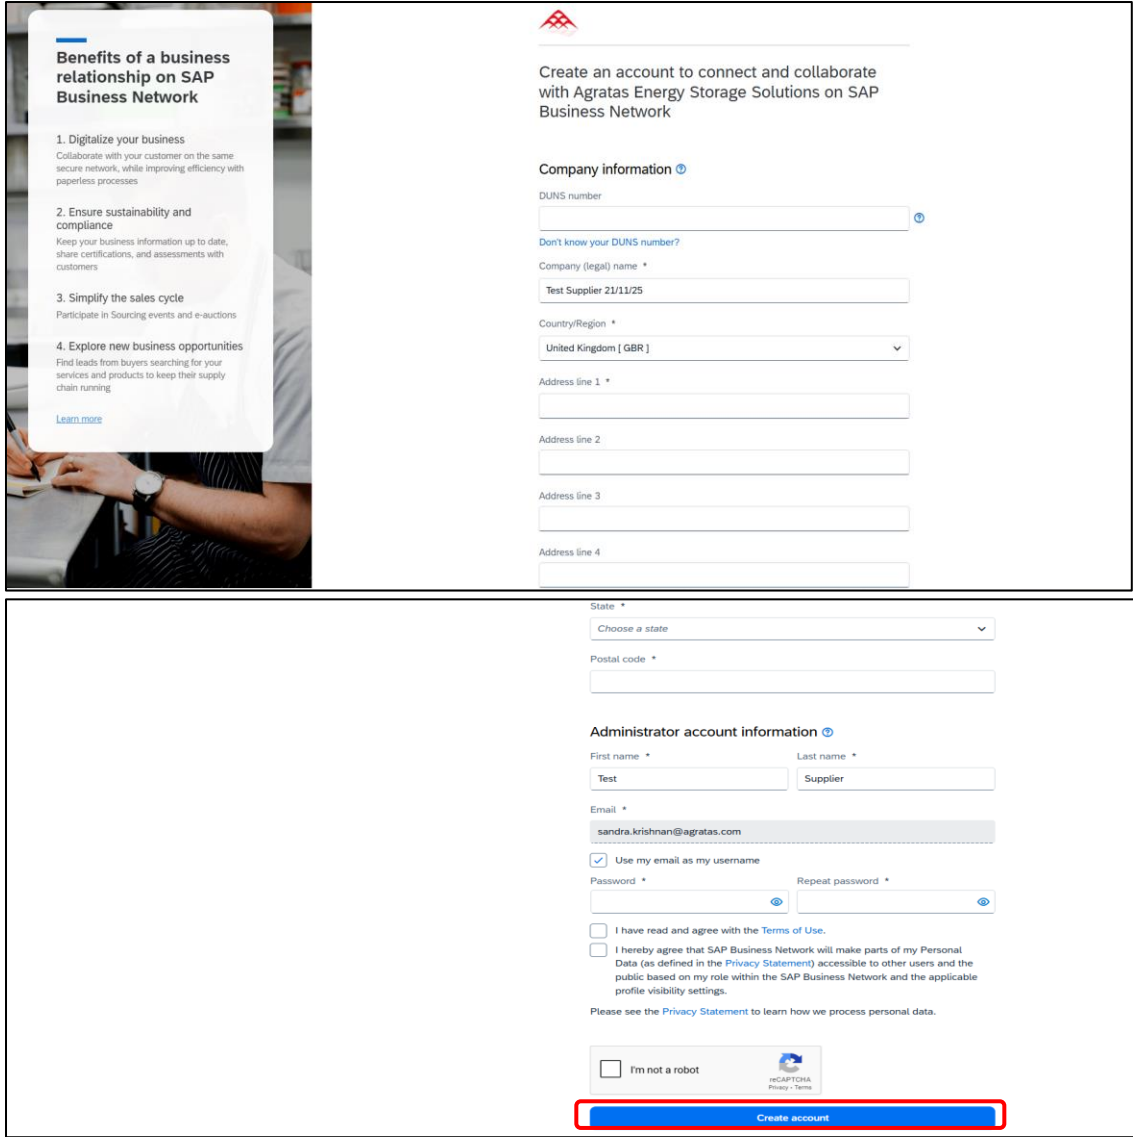 Benefits of a business
relationship on SAP
Business Network
1. Digitalize your business
Collaborate with your customer on the same
secure network, while improving efficiency with
paperless processes
2. Ensure sustainability and
compliance
Keep your business information up to date,
share certifications, and assessments with
customers
3. Simplify the sales cycle
Participate in Sourcing events and e-auctions
4. Explore new business opportunities
Find leads from buyers searching for your
services and products to keep their supply
chain running
Learn more
Create an account to connect and collaborate
with Agratas Energy Storage Solutions on SAP
Business Network
Company information
DUNS number
Don't know your DUNS number?
Company (legal) name *
Test Supplier 21/11/25
Country/Region *
United Kingdom [ GBR ]
Address line 1 *
Address line 2
Address line 3
Address line 4
State *
Choose a state
Postal code *
Administrator account information
First name * Last name *
Test Supplier
Email *
sandra.krishnan@agratas.com
Use my email as my username
Password * Repeat password *
I have read and agree with the Terms of Use.
I hereby agree that SAP Business Network will make parts of my Personal
Data (as defined in the Privacy Statement) accessible to other users and the
public based on my role within the SAP Business Network and the applicable
profile visibility settings.
Please see the Privacy Statement to learn how we process personal data.
I'm not a robot
reCAPTCHA
Privacy - Terms
Create account